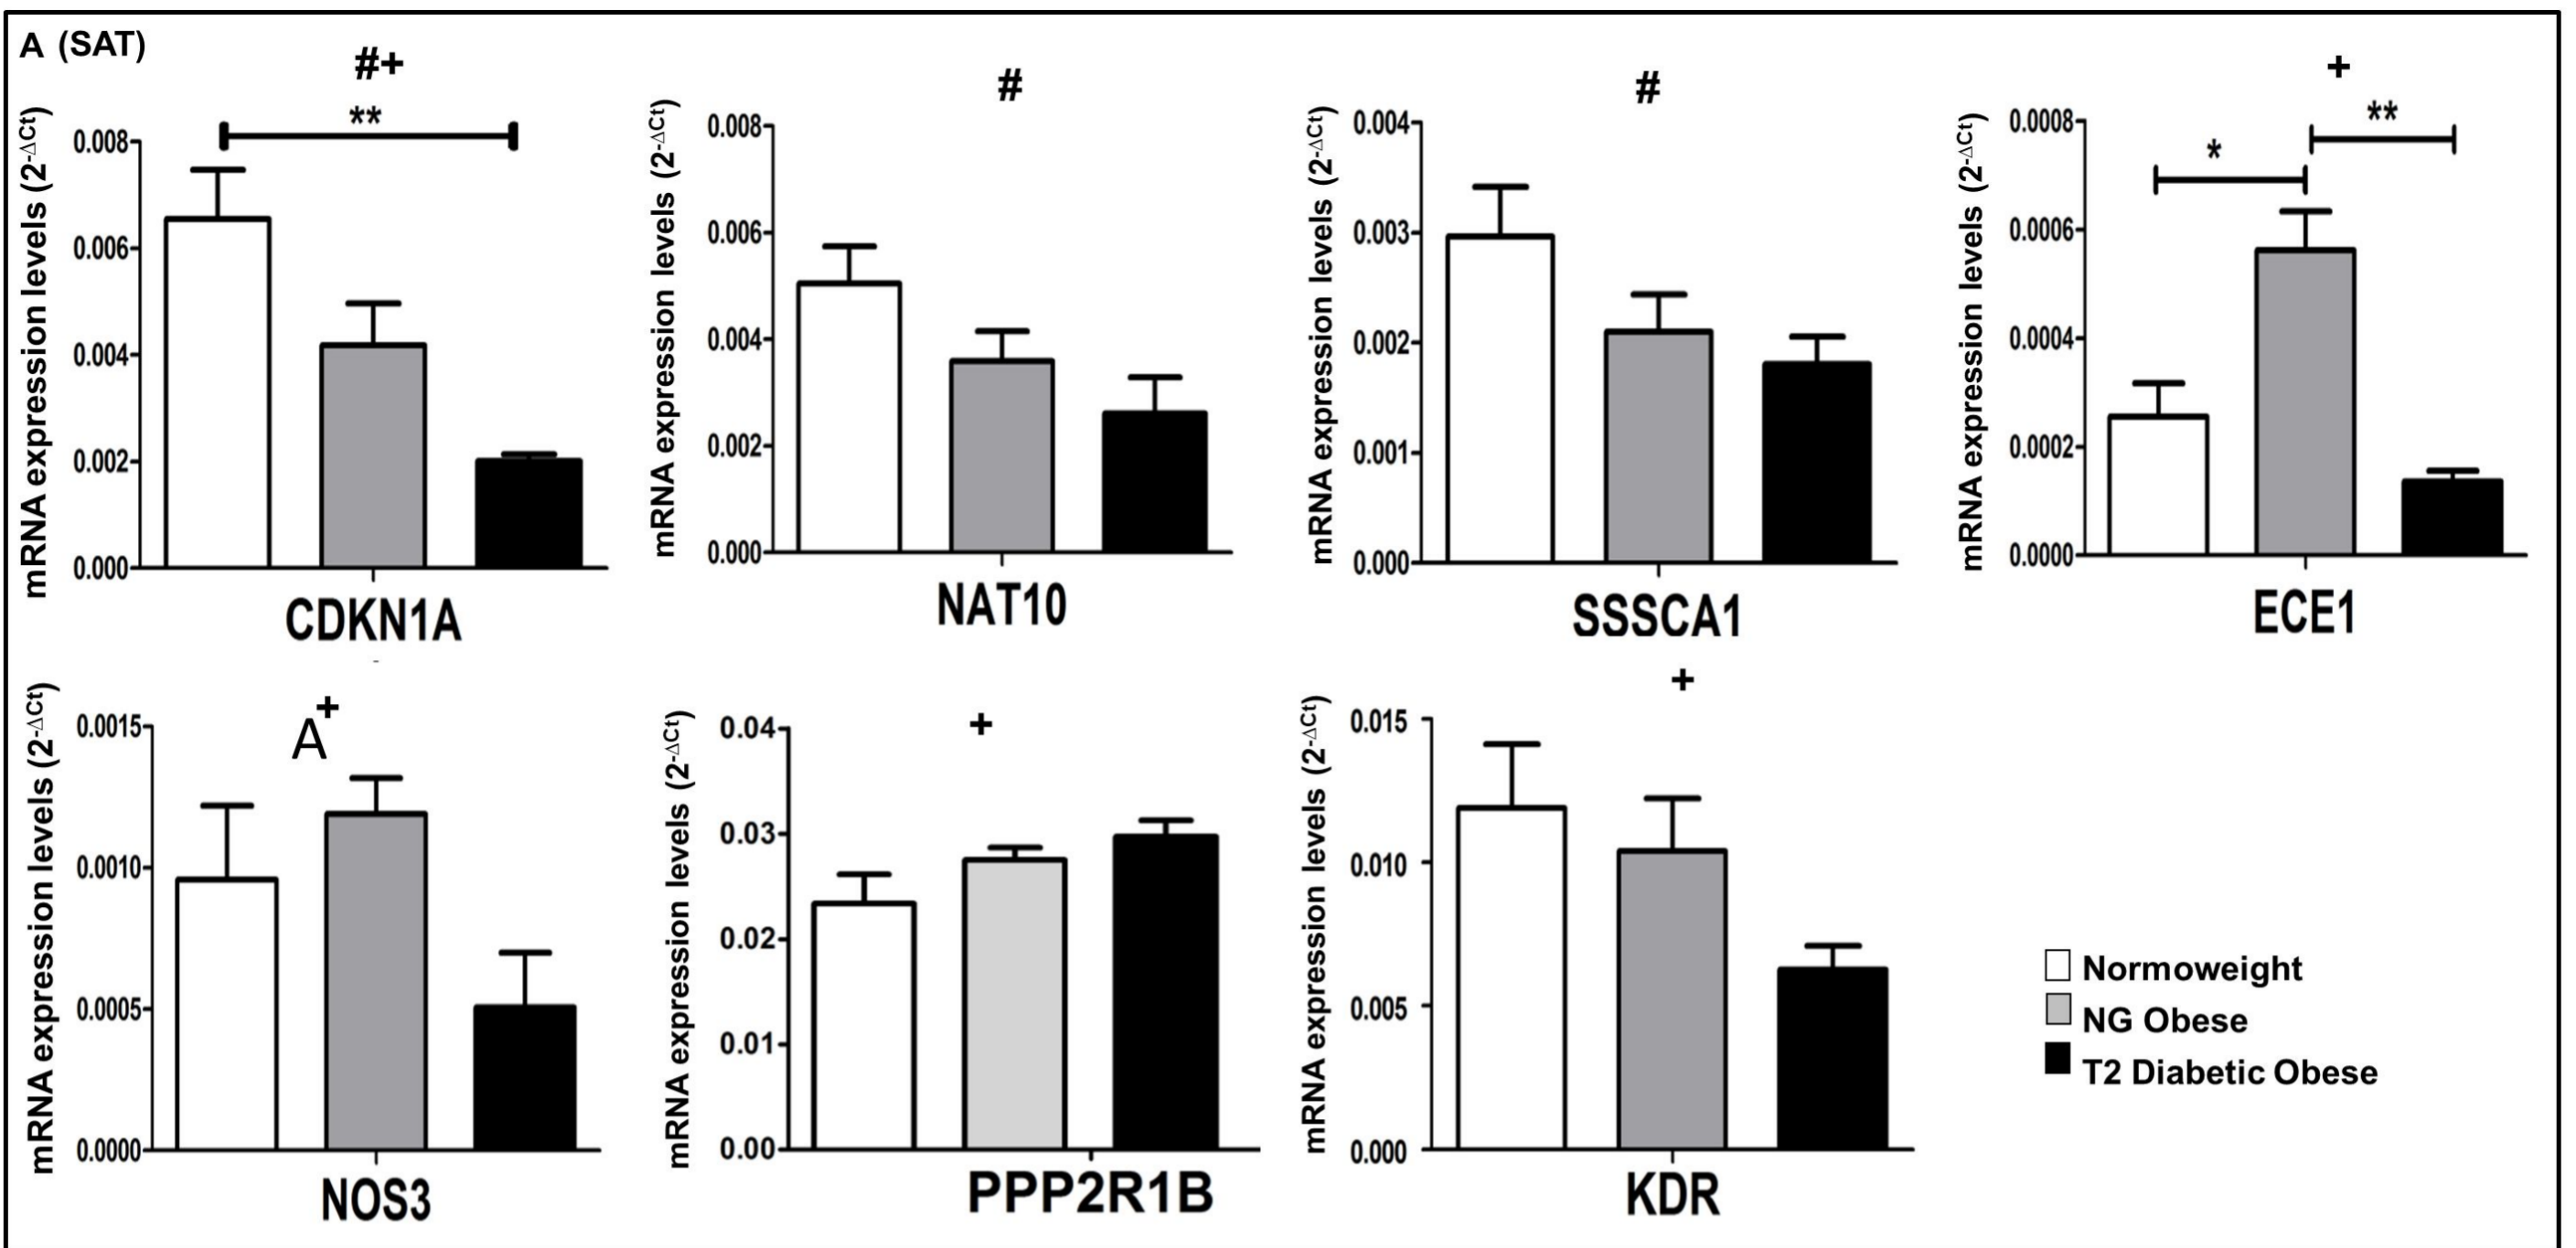 A (SAT)
#+
**
mRNA expression levels (2-ΔCt)
0.008
0.006
0.004
0.002
0.000
CDKN1A
#
mRNA expression levels (2-ΔCt)
0.008
0.006
0.004
0.002
0.000
NAT10
#
mRNA expression levels (2-ΔCt)
0.004
0.003
0.002
0.001
0.000
SSSCA1
+
**
*
mRNA expression levels (2-ΔCt)
0.0008
0.0006
0.0004
0.0002
0.0000
ECE1
A+
mRNA expression levels (2-ΔCt)
0.0015
0.0010
0.0005
0.0000
NOS3
+
mRNA expression levels (2-ΔCt)
0.04
0.03
0.02
0.01
0.00
PPP2R1B
+
mRNA expression levels (2-ΔCt)
0.015
0.010
0.005
0.000
KDR
Normoweight
NG Obese
T2 Diabetic Obese